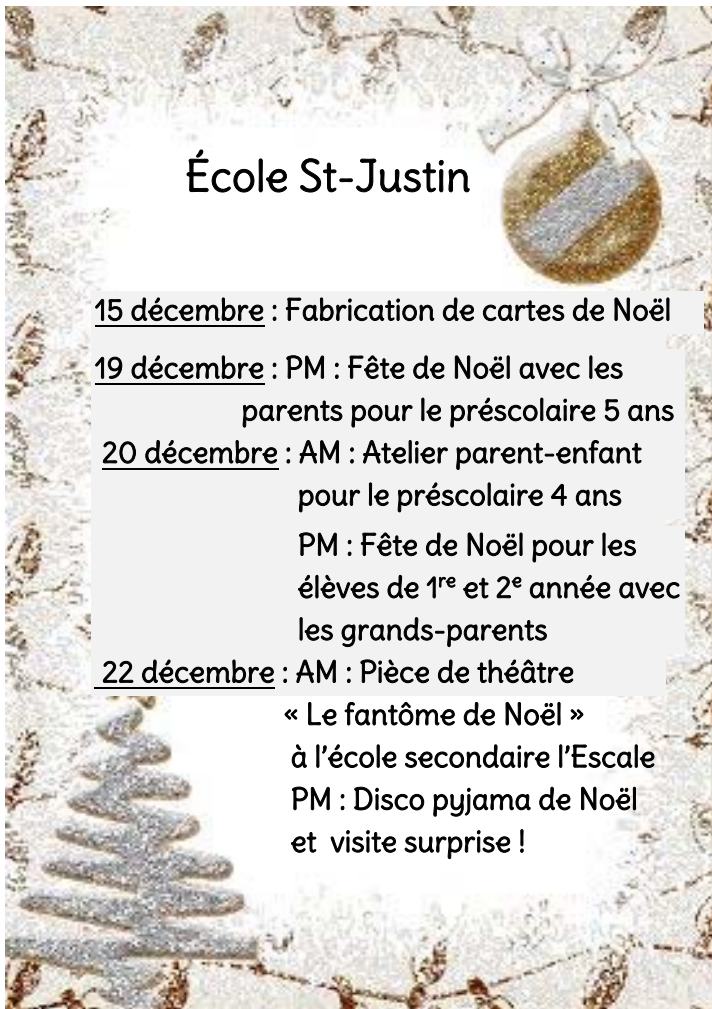 École St-Justin
15 décembre : Fabrication de cartes de Noël
19 décembre : PM : Fête de Noël avec les
parents pour le préscolaire 5 ans
20 décembre : AM : Atelier parent-enfant
pour le préscolaire 4 ans
PM : Fête de Noël pour les
élèves de 1re et 2e année avec
les grands-parents
22 décembre : AM : Pièce de théâtre
« Le fantôme de Noël »
à l’école secondaire l’Escale
PM : Disco pyjama de Noël
et visite surprise !